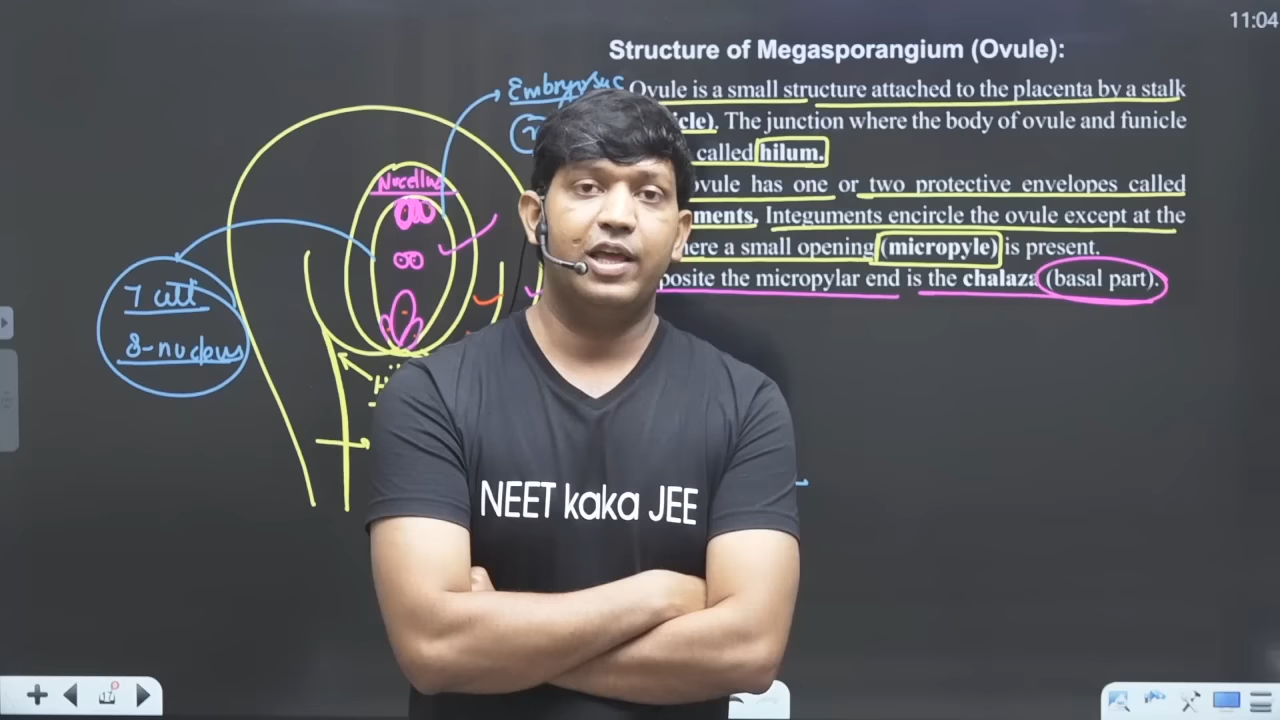 11:04
Structure of Megasporangium (Ovule):
Embryosac
Ovule is a small structure attached to the placenta by a stalk
icle). The junction where the body of ovule and funicle
called hilum.
Nucellus
ovule has one or two protective envelopes called
ments. Integuments encircle the ovule except at the
here a small opening (micropyle) is present.
posite the micropylar end is the chalaza (basal part).
7 cell
8-nucleus
NEET kaka JEE